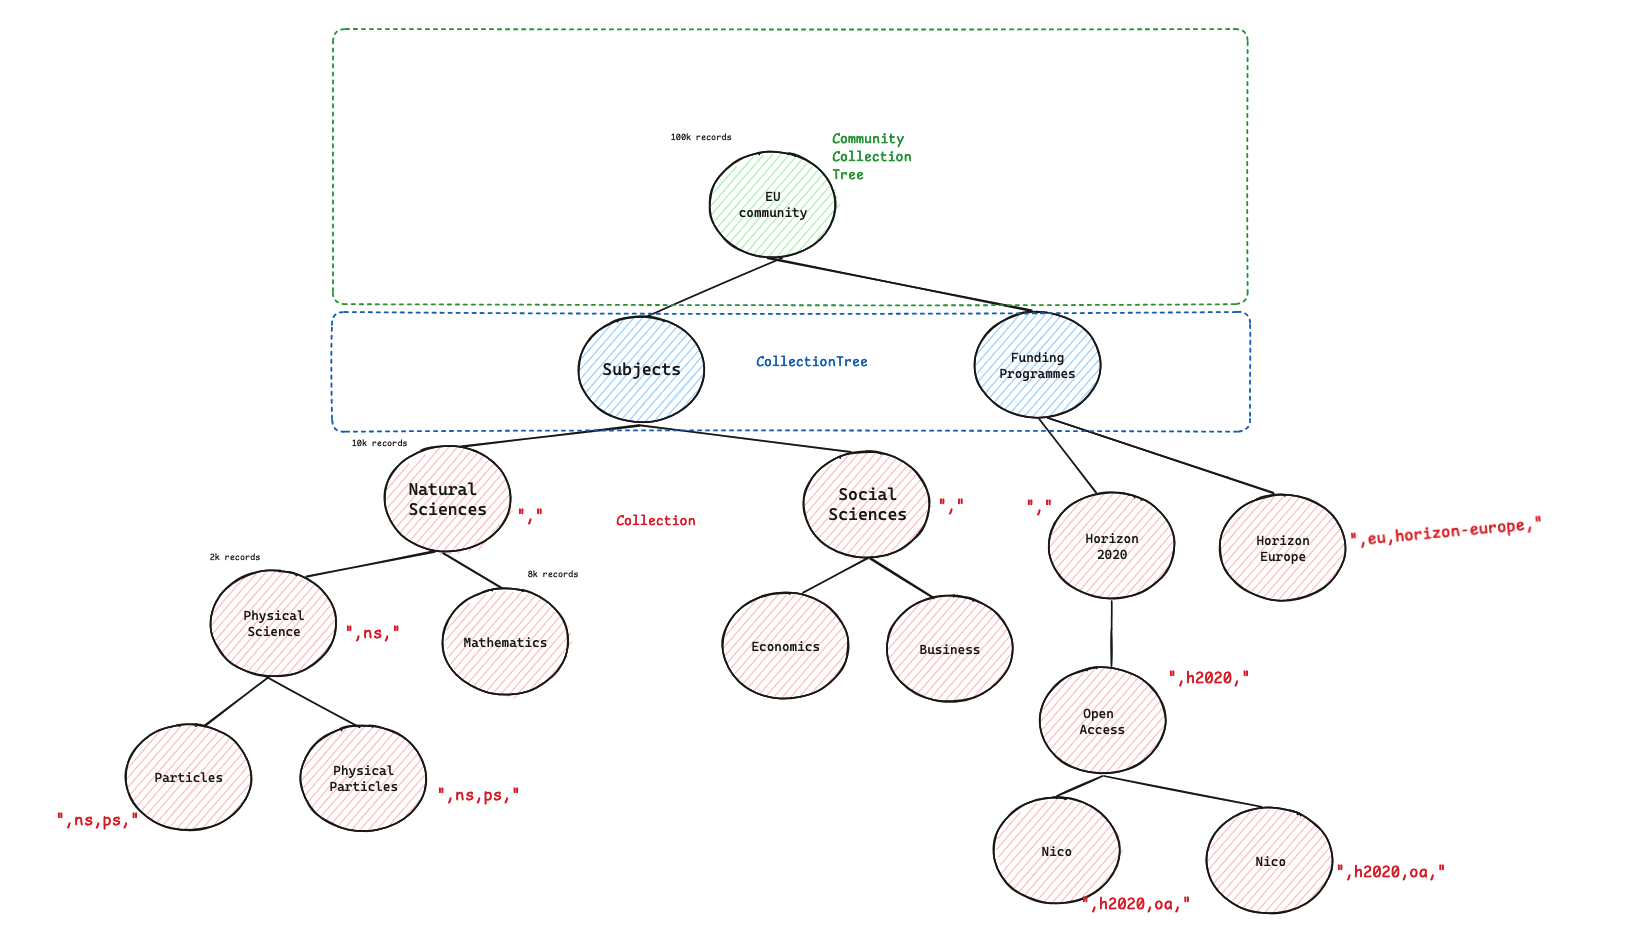 100k records
Community
Collection
Tree
EU
community
Subjects
CollectionTree
Funding
Programmes
10k records
Natural
Sciences
","
Collection
Social
Sciences
","
","
Horizon
2020
Horizon
Europe
",eu,horizon-europe,"
2k records
8k records
Physical
Science
",ns,"
Mathematics
Economics
Business
",h2020,"
Open
Access
Particles
",ns,ps,"
Physical
Particles
",ns,ps,"
Nico
",h2020,oa,"
Nico
",h2020,oa,"